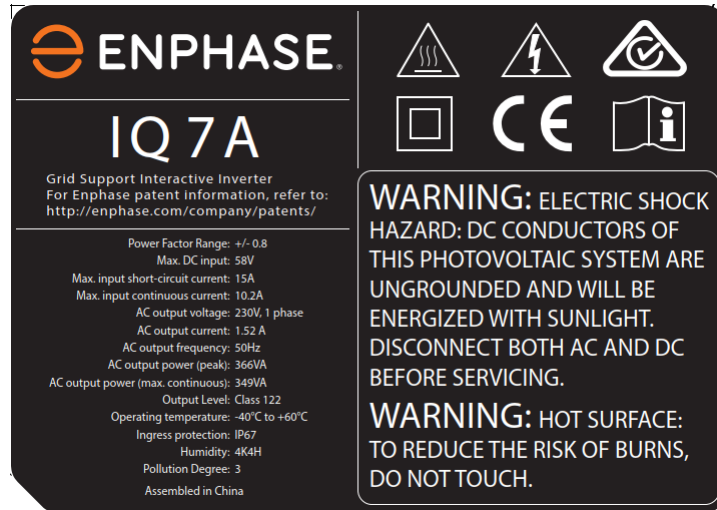 ENPHASE.
IQ 7A
Grid Support Interactive Inverter
For Enphase patent information, refer to:
http://enphase.com/company/patents/
Power Factor Range: +/- 0.8
Max. DC input: 58V
Max. input short-circuit current: 15A
Max. input continuous current: 10.2A
AC output voltage: 230V, 1 phase
AC output current: 1.52 A
AC output frequency: 50Hz
AC output power (peak): 366VA
AC output power (max. continuous): 349VA
Output Level: Class 122
Operating temperature: -40°C to +60°C
Ingress protection: IP67
Humidity: 4K4H
Pollution Degree: 3
Assembled in China
CE
i
WARNING: ELECTRIC SHOCK
HAZARD: DC CONDUCTORS OF
THIS PHOTOVOLTAIC SYSTEM ARE
UNGROUNDED AND WILL BE
ENERGIZED WITH SUNLIGHT.
DISCONNECT BOTH AC AND DC
BEFORE SERVICING.
WARNING: HOT SURFACE:
TO REDUCE THE RISK OF BURNS,
DO NOT TOUCH.